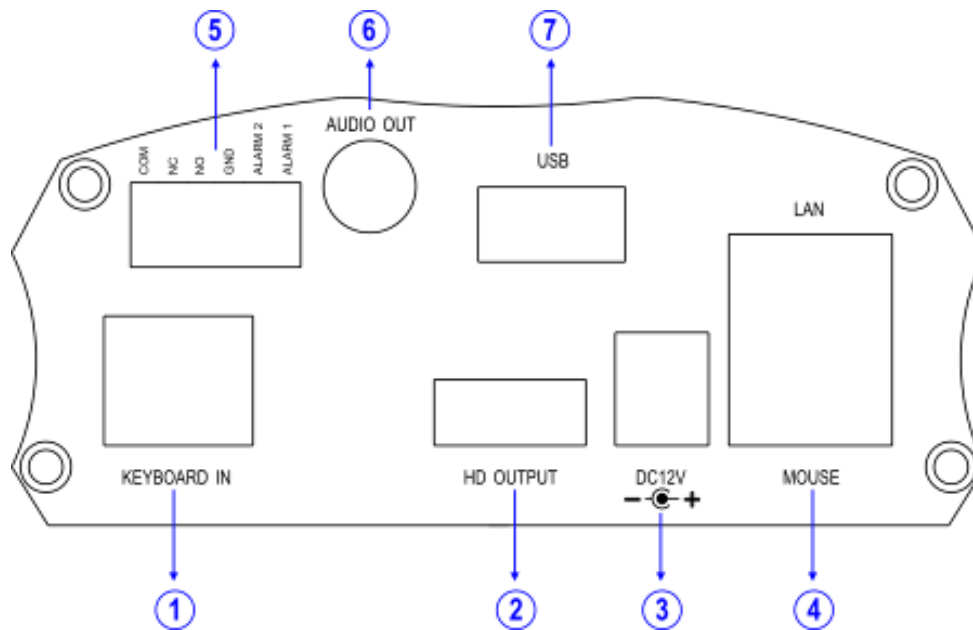 5 6 7
AUDIO OUT
COM
NC
NO
GND
ALARM 2
ALARM 1
USB
LAN
KEYBOARD IN
HD OUTPUT
DC12V
MOUSE
− +
1 2 3 4